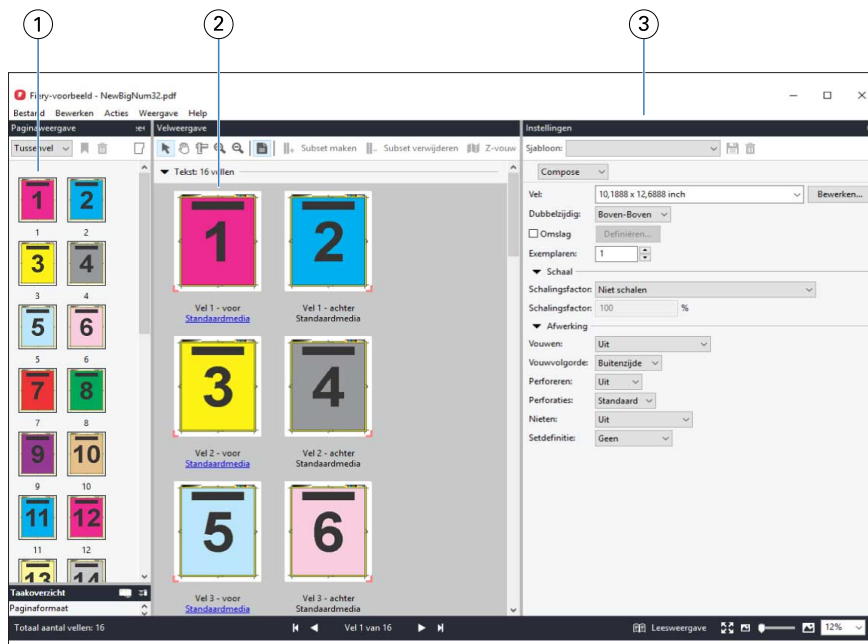 1 2 3
Fiery-voorbeeld - NewBigNum32.pdf
Bestand Bewerken Acties Weergave Help
Paginaweergave
Tussenvel
1 2
1 2
3 4
3 4
5 6
5 6
7 8
7 8
9 10
9 10
11 12
11 12
13 14
Taakoverzicht
Paginaformaat
Totaal aantal vellen: 16
Velweergave
Subset maken Subset verwijderen Z-vouw
Tekst: 16 vellen
1 2
Vel 1 - voor Vel 1 - achter
Standaardmedia Standaardmedia
3 4
Vel 2 - voor Vel 2 - achter
Standaardmedia Standaardmedia
5 6
Vel 3 - voor Vel 3 - achter
Standaardmedia Standaardmedia
Vel 1 van 16
Instellingen
Sjabloon:
Compose
Vel: 10,1888 x 12,6888 inch Bewerken...
Dubbelzijdig: Boven-Boven
Omslag Definiëren...
Exemplaren: 1
Schaal
Schalingsfactor: Niet schalen
Schalingsfactor: 100 %
Afwerking
Vouwen: Uit
Vouwvolgorde: Buitenzijde
Perforeren: Uit
Perforaties: Standaard
Nieten: Uit
Setdefinitie: Geen
Leesweergave 12%